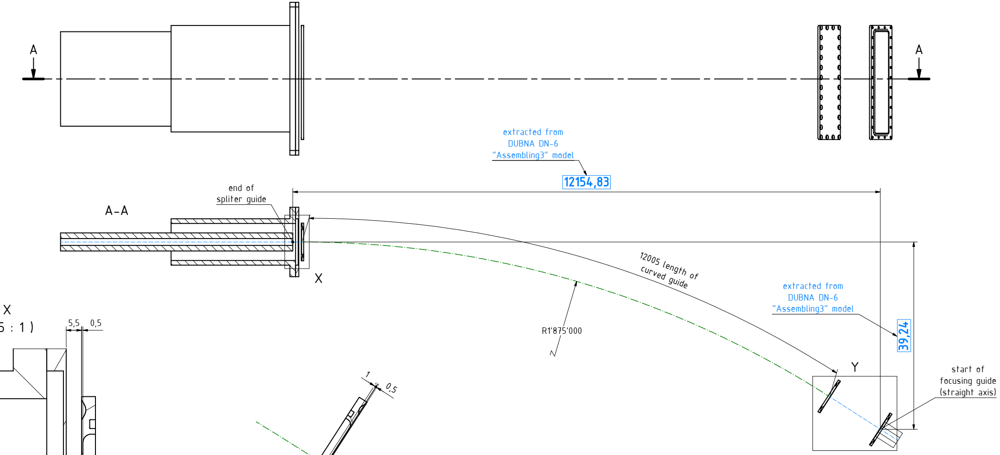 A
A
extracted from
DUBNA DN-6
"Assembling3" model
12154,83
end of
spliter guide
A-A
12005 length of
curved guide
X
extracted from
DUBNA DN-6
"Assembling3" model
39,24
R1'875'000
X
5 : 1 )
5,5
0,5
Y
start of
focusing guide
(straight axis)
1
0,5